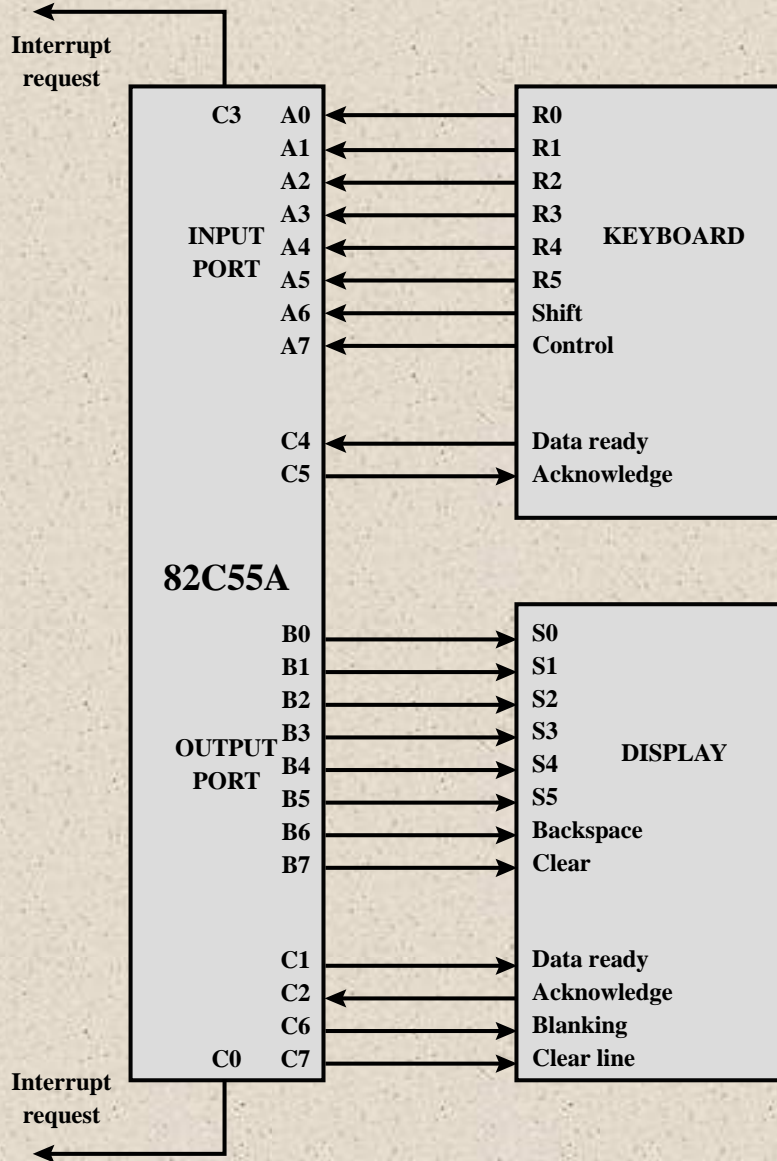 Interrupt
request
C3
A0
A1
A2
A3
A4
A5
A6
A7
INPUT
PORT
C4
C5
R0
R1
R2
R3
R4
R5
Shift
Control
KEYBOARD
Data ready
Acknowledge
82C55A
B0
B1
B2
B3
B4
B5
B6
B7
OUTPUT
PORT
C1
C2
C6
C7
C0
S0
S1
S2
S3
S4
S5
Backspace
Clear
DISPLAY
Data ready
Acknowledge
Blanking
Clear line
Interrupt
request